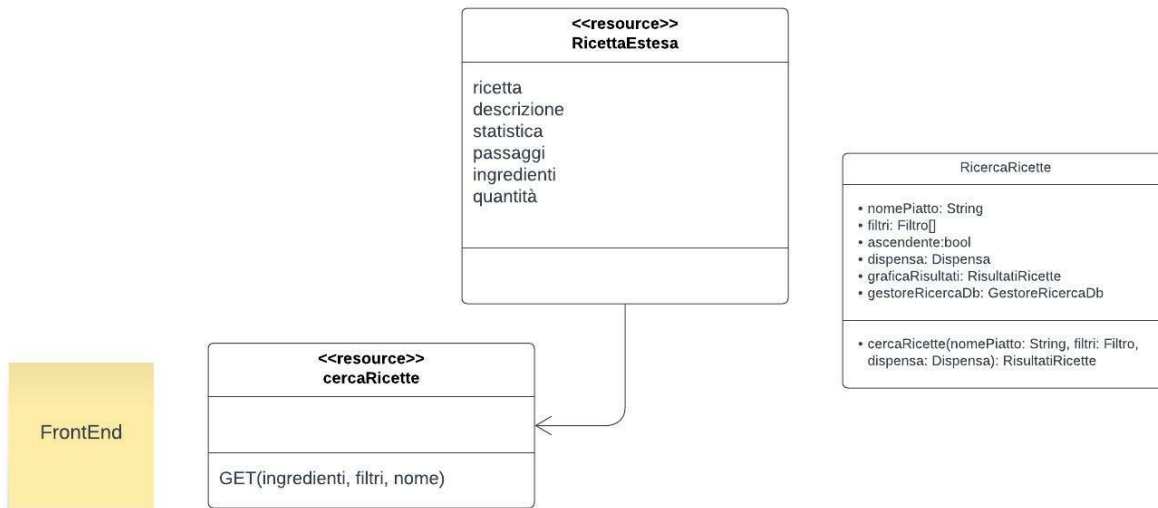 <<resource>>
RicettaEstesa
ricetta
descrizione
statistica
passaggi
ingredienti
quantità
RicercaRicette
• nomePiatto: String
• filtri: Filtro[]
• ascendente:bool
• dispensa: Dispensa
• graficaRisultati: RisultatiRicette
• gestoreRicercaDb: GestoreRicercaDb
• cercaRicette(nomePiatto: String, filtri: Filtro,
dispensa: Dispensa): RisultatiRicette
<<resource>>
cercaRicette
GET(ingredienti, filtri, nome)
FrontEnd